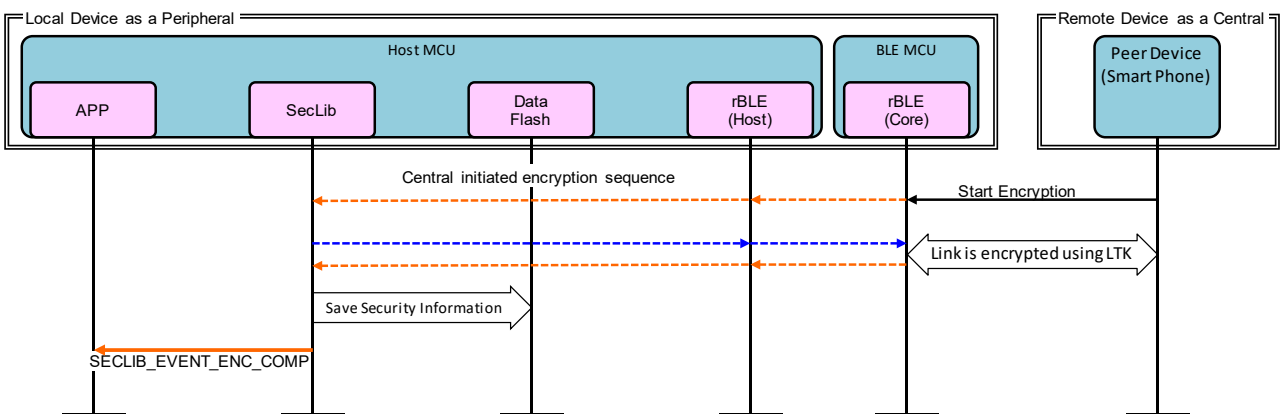 Local Device as a Peripheral
Remote Device as a Central
Host MCU
BLE MCU
Peer Device
(Smart Phone)
APP
SecLib
Data
Flash
rBLE
(Host)
rBLE
(Core)
Central initiated encryption sequence
Start Encryption
Link is encrypted using LTK
Save Security Information
SECLIB_EVENT_ENC_COMP